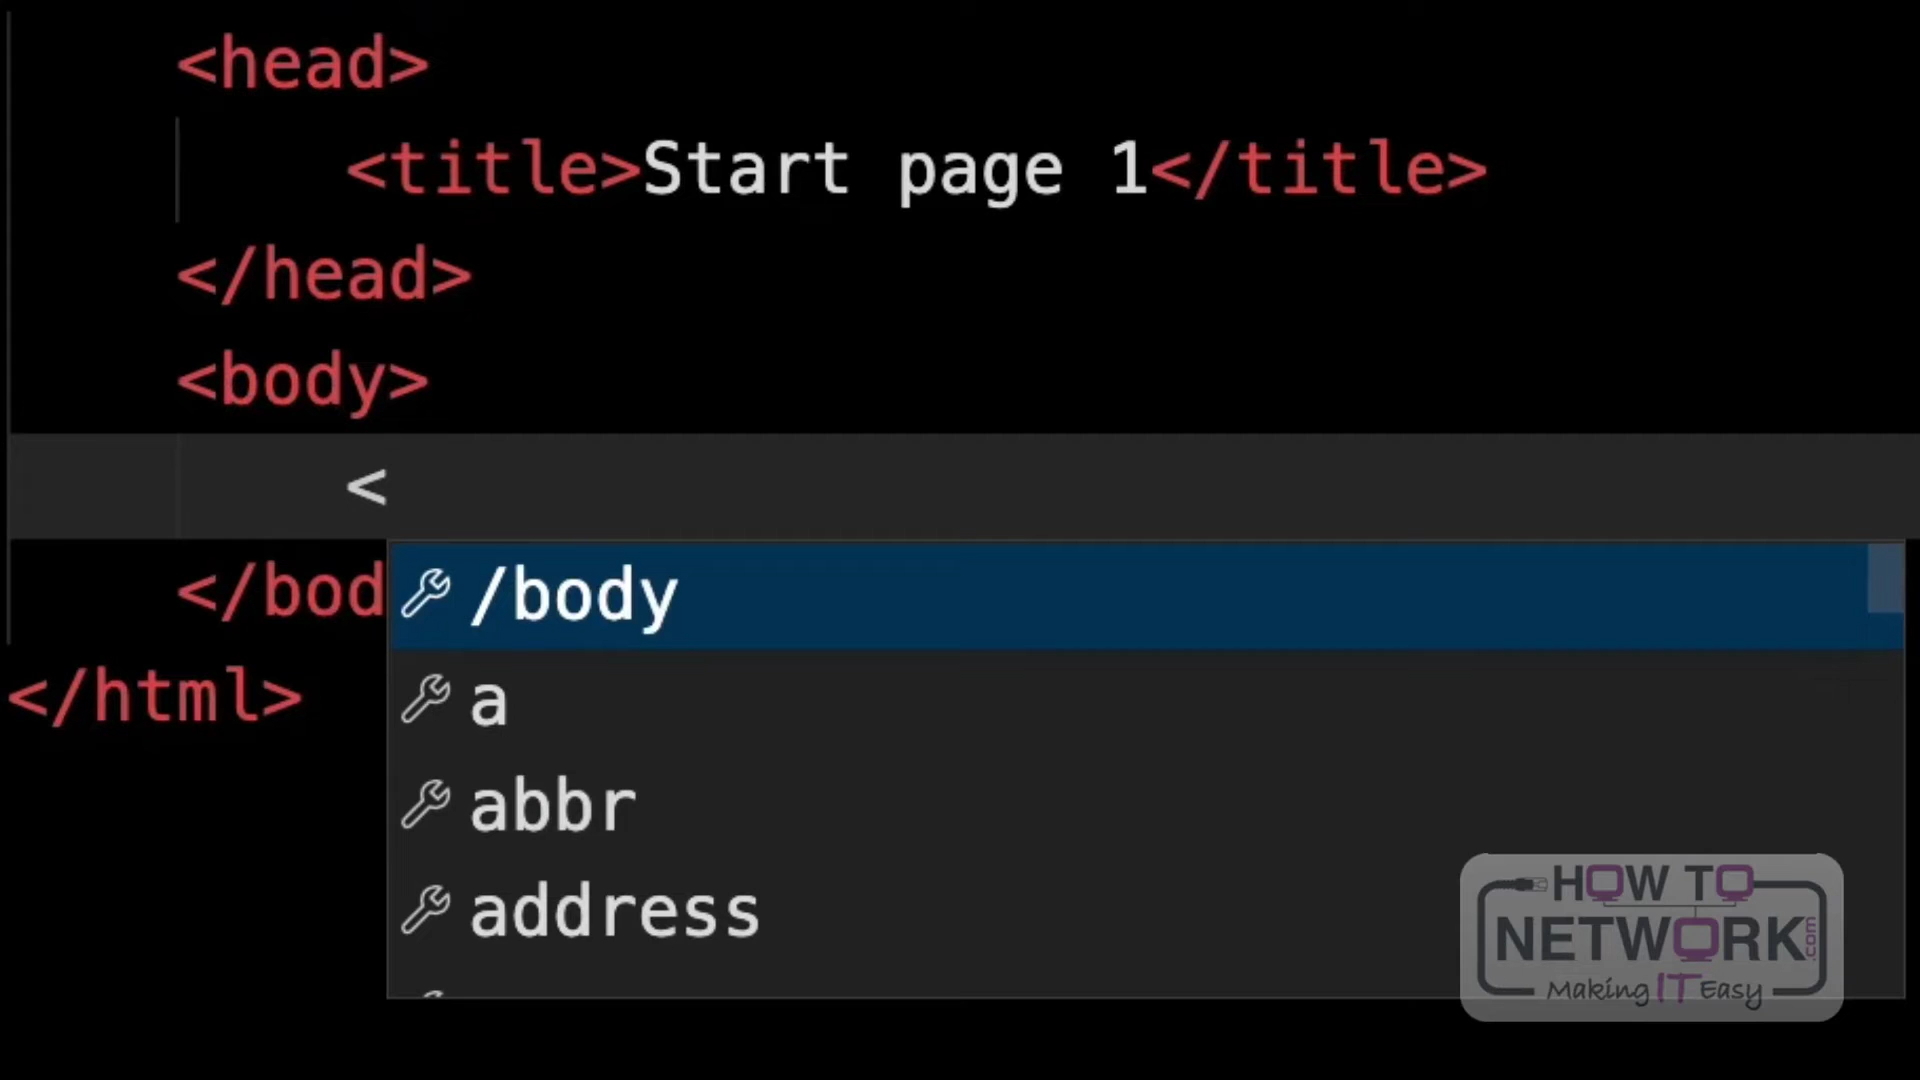 <head>
<title>Start page 1</title>
</head>
<body>
<
</bod
/body
</html>
a
abbr
address
HOW TO
NETWORK.com
Making IT Easy